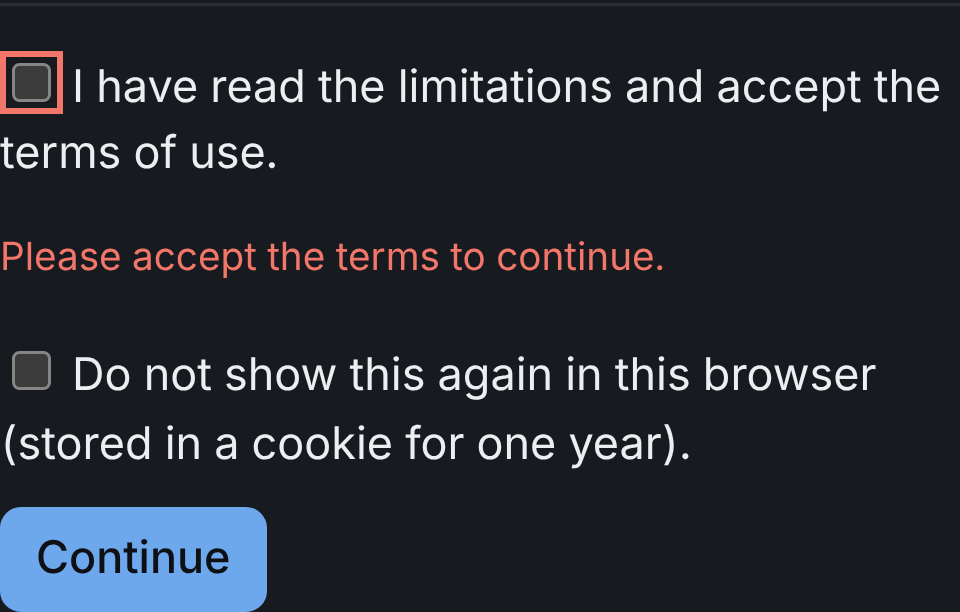 I have read the limitations and accept the
terms of use.
Please accept the terms to continue.
Do not show this again in this browser
(stored in a cookie for one year).
Continue